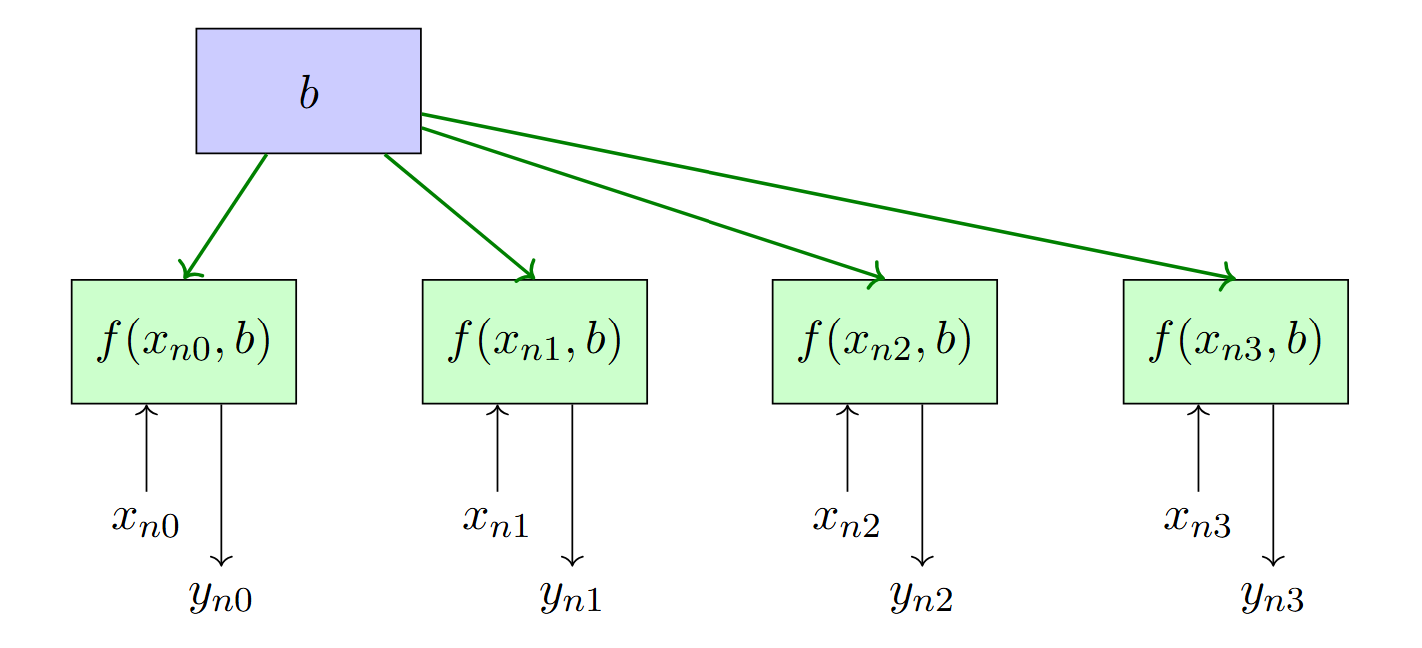 b
f(x_{n0}, b) f(x_{n1}, b) f(x_{n2}, b) f(x_{n3}, b)
x_{n0} x_{n1} x_{n2} x_{n3}
y_{n0} y_{n1} y_{n2} y_{n3}